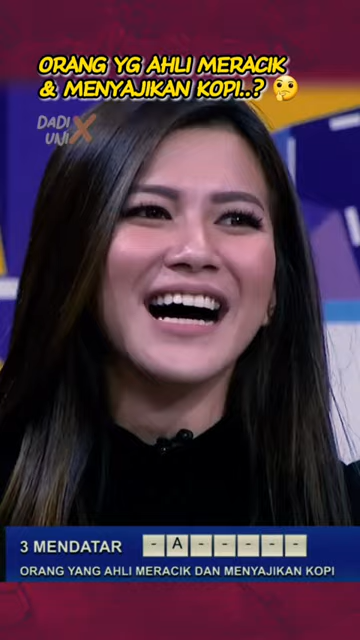 ORANG YG AHLI MERACIK
& MENYAJIKAN KOPI..? 🤔
DADI
UNIX
3 MENDATAR - A - - - - -
ORANG YANG AHLI MERACIK DAN MENYAJIKAN KOPI